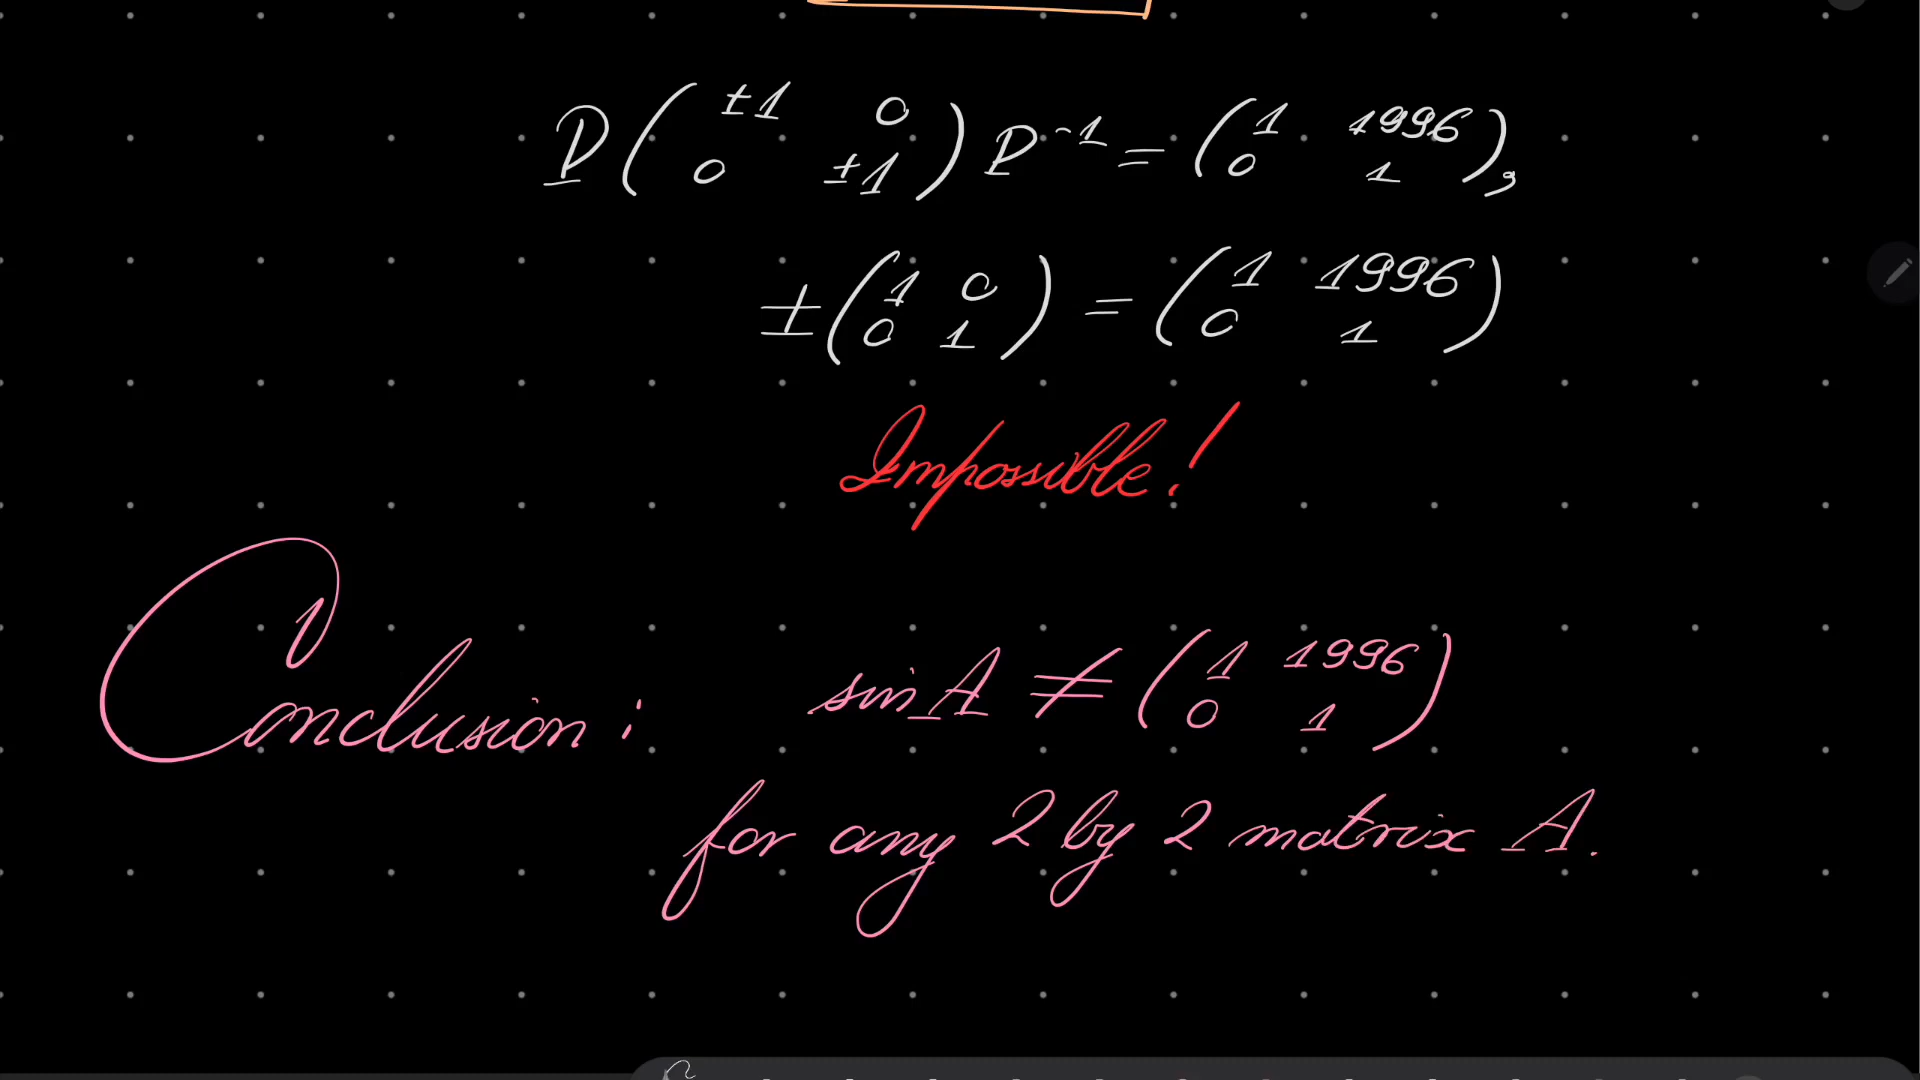 P(±1 0 0 ±1)P⁻¹ = (1 1996 0 1),
±(1 0 0 1) = (1 1996 0 1)
Impossible!
Conclusion: sin A ≠ (1 1996 0 1)
for any 2 by 2 matrix A.